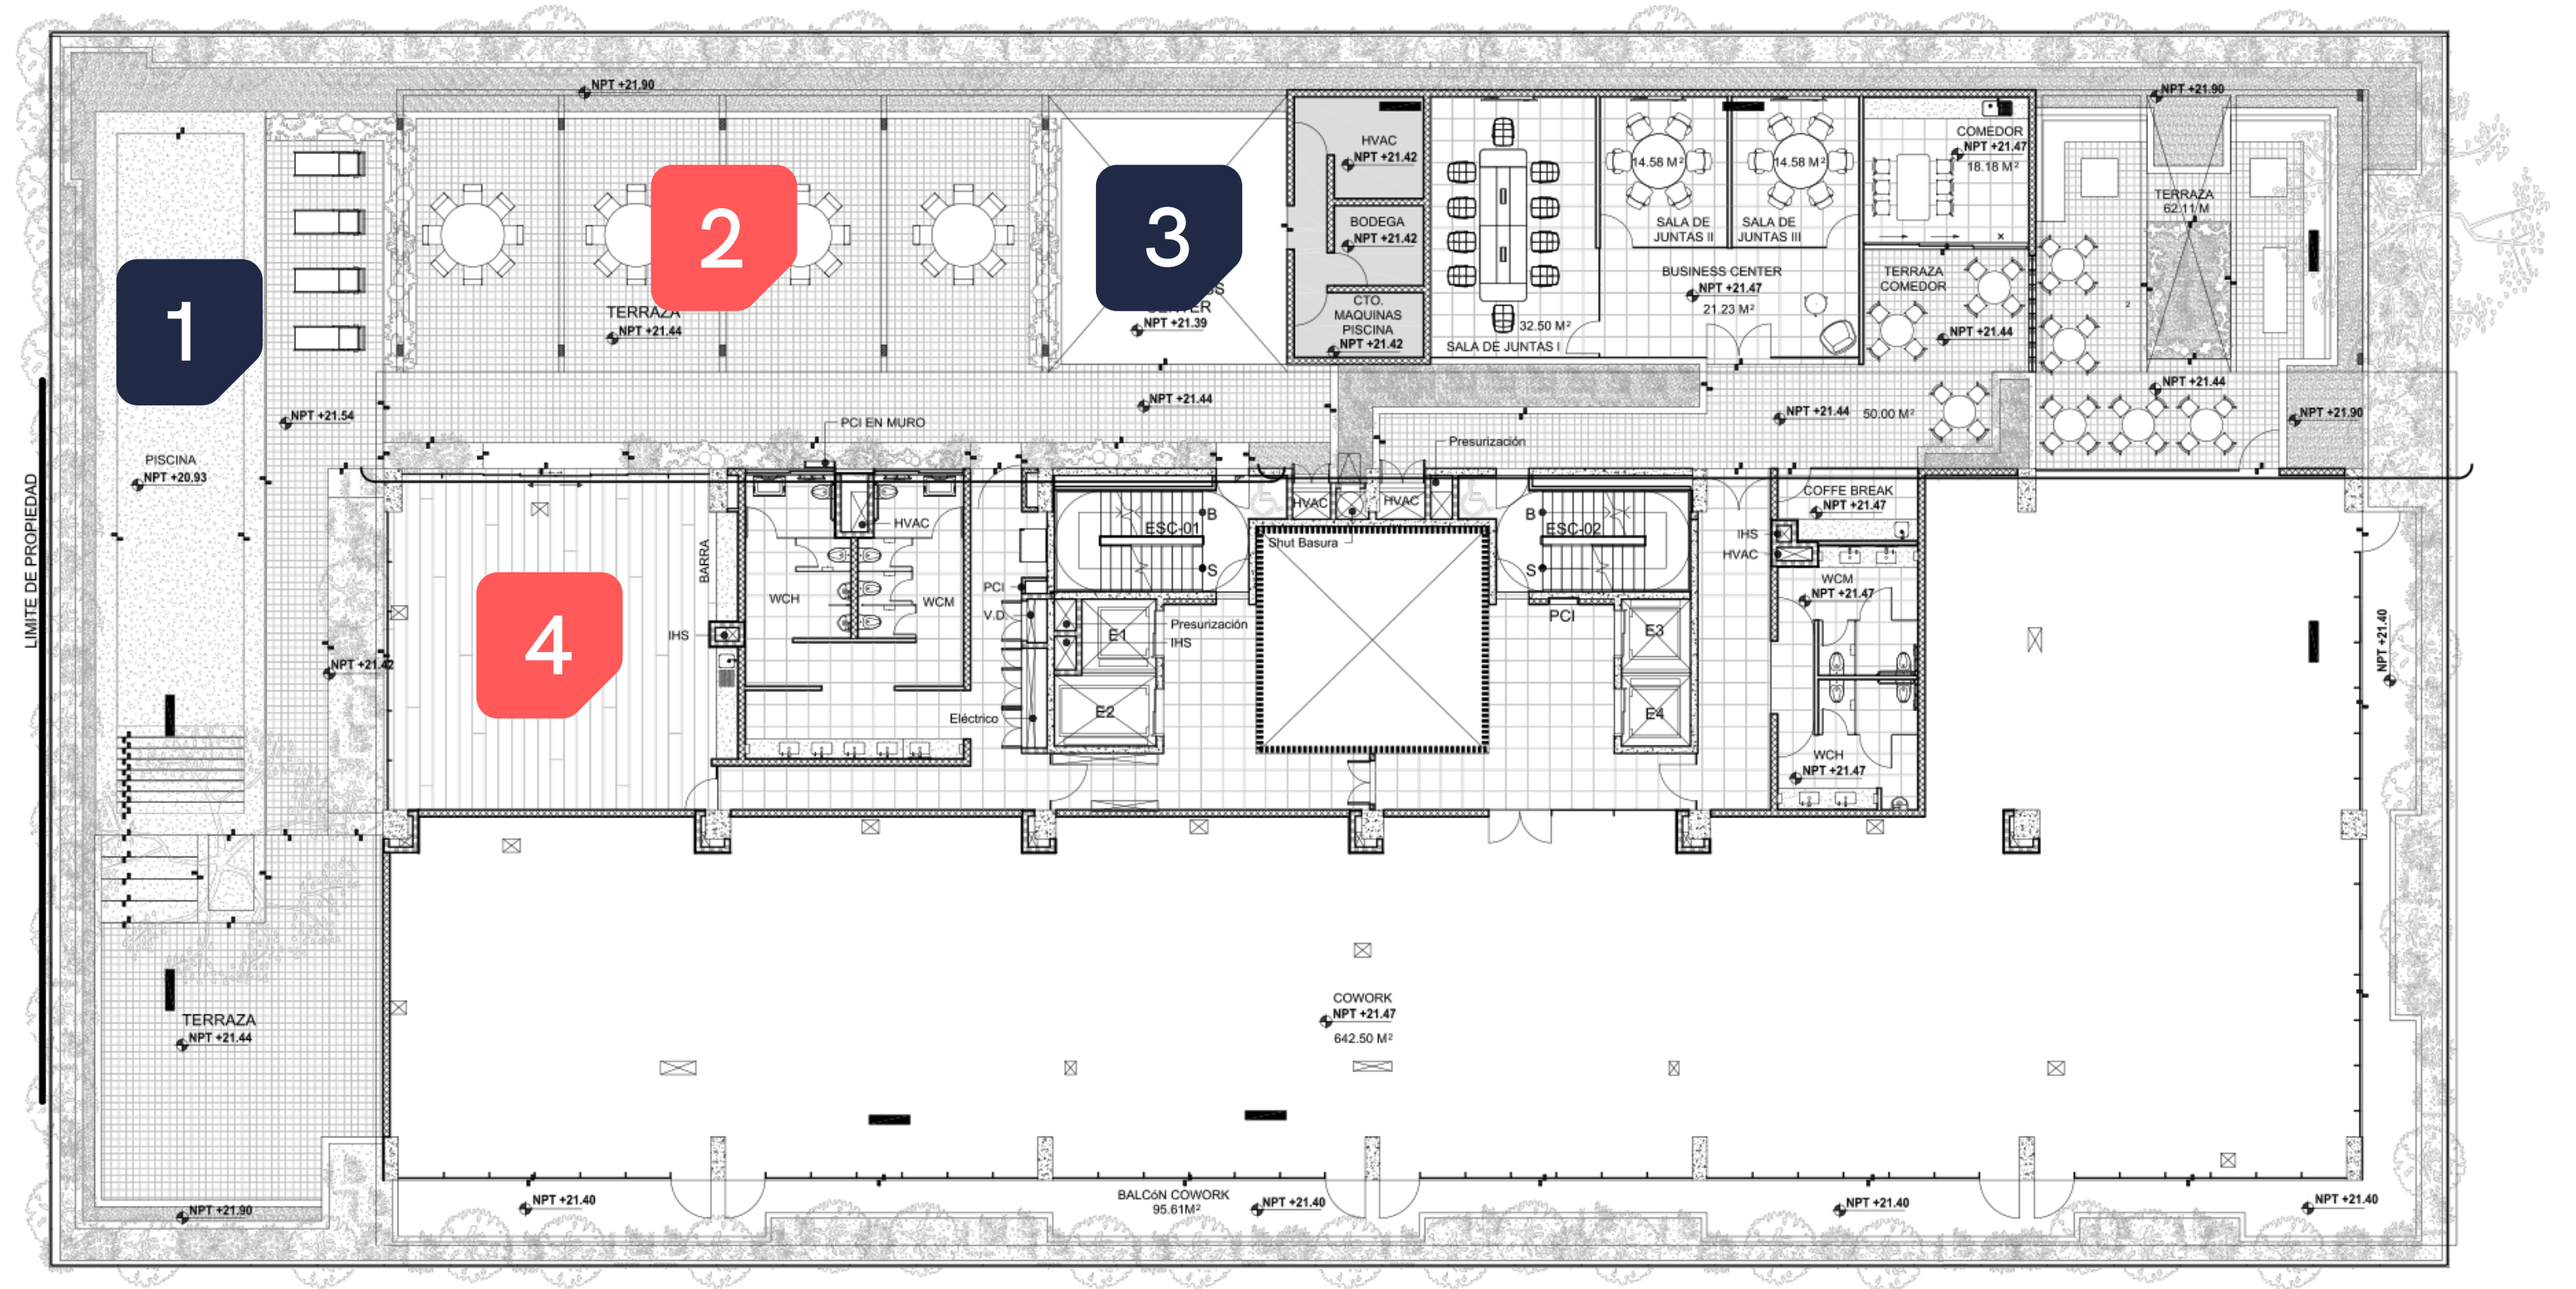 NPT +21.90
NPT +21.90
HVAC
NPT +21.42
BODEGA
NPT +21.42
CTO.
MAQUINAS
PISCINA
NPT +21.42
14.58 M²
14.58 M²
SALA DE
JUNTAS II
SALA DE
JUNTAS III
BUSINESS CENTER
NPT +21.47
21.23 M²
32.50 M²
SALA DE JUNTAS I
COMEDOR
NPT +21.47
18.18 M²
TERRAZA
COMEDOR
NPT +21.44
TERRAZA
62.11 M
2
1
2
3
4
TERRAZA
NPT +21.44
NPT +21.39
NPT +21.54
NPT +21.44
NPT +21.44
50.00 M²
NPT +21.44
NPT +21.90
PCI EN MURO
Presurización
PISCINA
NPT +20.93
LIMITE DE PROPIEDAD
NPT +21.42
BARRA
IHS
WCH
WCM
HVAC
PCI
V.D.
Eléctrico
ESC-01
B
S
E1
E2
Presurización
IHS
HVAC
HVAC
Shut Basura
ESC-02
B
S
PCI
E3
E4
COFFE BREAK
NPT +21.47
IHS
HVAC
WCM
NPT +21.47
WCH
NPT +21.47
NPT +21.40
TERRAZA
NPT +21.44
COWORK
NPT +21.47
642.50 M²
NPT +21.90
NPT +21.40
BALCóN COWORK
95.61M²
NPT +21.40
NPT +21.40
NPT +21.40